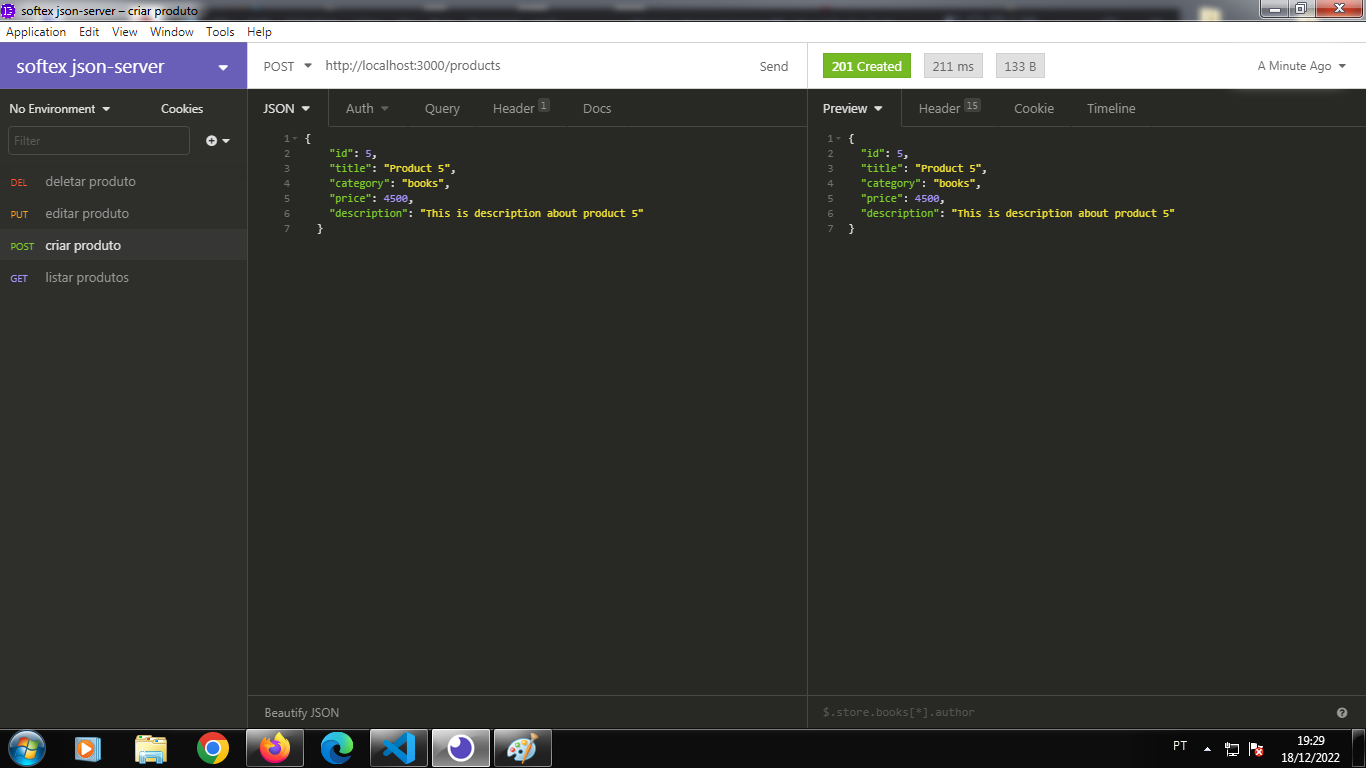 softex json-server – criar produto
Application Edit View Window Tools Help
softex json-server
POST http://localhost:3000/products Send
201 Created 211 ms 133 B A Minute Ago
No Environment Cookies
JSON Auth Query Header 1 Docs
Preview Header 15 Cookie Timeline
Filter
DEL deletar produto
PUT editar produto
POST criar produto
GET listar produtos
1 {
2 "id": 5,
3 "title": "Product 5",
4 "category": "books",
5 "price": 4500,
6 "description": "This is description about product 5"
7 }
1 {
2 "id": 5,
3 "title": "Product 5",
4 "category": "books",
5 "price": 4500,
6 "description": "This is description about product 5"
7 }
Beautify JSON
$.store.books[*].author
PT
19:29
18/12/2022